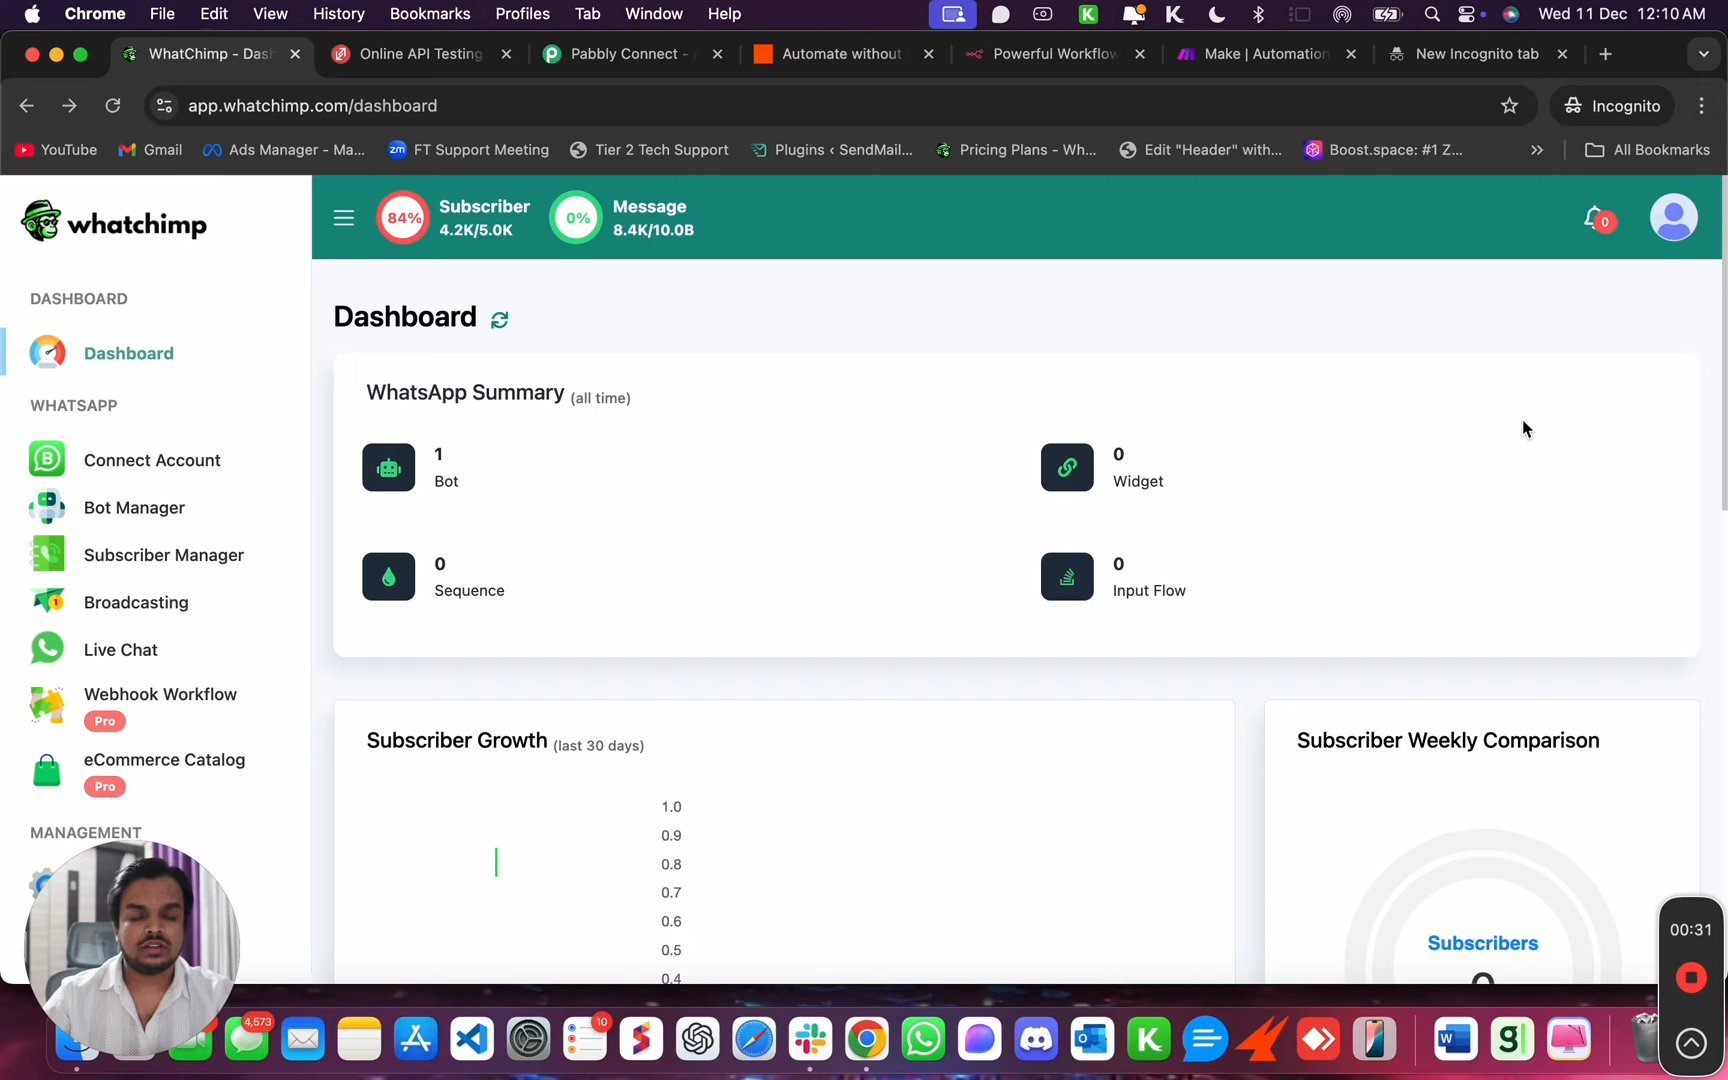 Chrome File Edit View History Bookmarks Profiles Tab Window Help Wed 11 Dec 12:10 AM
WhatChimp - Das Online API Testing Pabbly Connect - Automate without Powerful Workflow Make | Automation New Incognito tab
app.whatchimp.com/dashboard Incognito
YouTube Gmail Ads Manager - Ma... FT Support Meeting Tier 2 Tech Support Plugins ‹ SendMail... Pricing Plans - Wh... Edit "Header" with... Boost.space: #1 Z... » All Bookmarks
whatchimp
84% Subscriber
4.2K/5.0K
0% Message
8.4K/10.0B
0
DASHBOARD
Dashboard
WHATSAPP
Connect Account
Bot Manager
Subscriber Manager
Broadcasting
Live Chat
Webhook Workflow
Pro
eCommerce Catalog
Pro
MANAGEMENT
Dashboard
WhatsApp Summary (all time)
1
Bot
0
Widget
0
Sequence
0
Input Flow
Subscriber Growth (last 30 days)
1.0
0.9
0.8
0.7
0.6
0.5
0.4
Subscriber Weekly Comparison
Subscribers
00:31
4,573
10